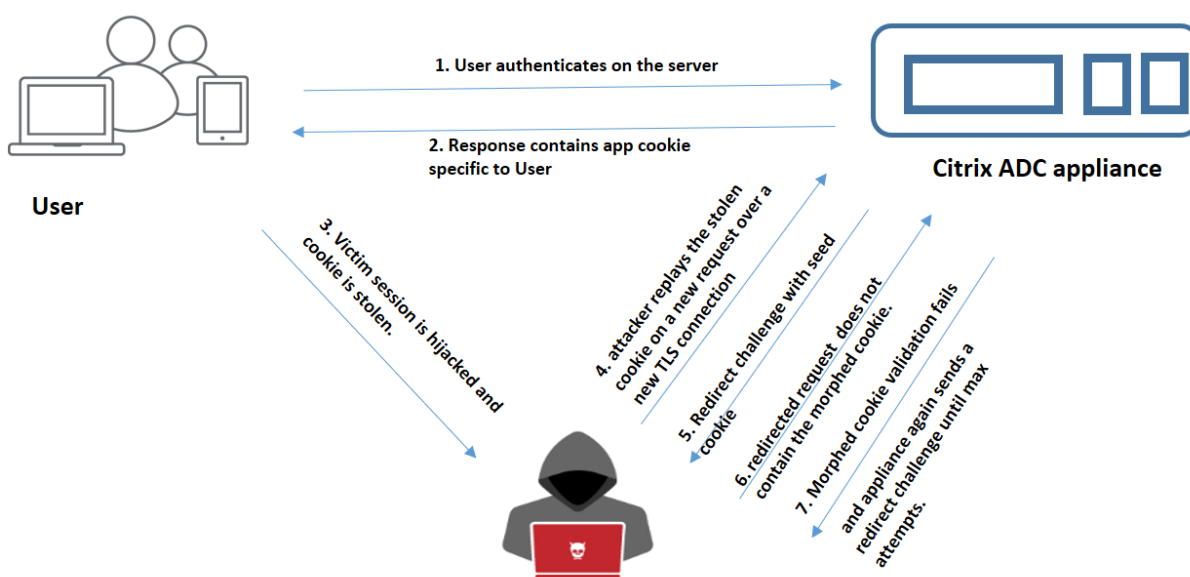 1. User authenticates on the server
2. Response contains app cookie
specific to User
Citrix ADC appliance
User
3. Victim session is hijacked and
cookie is stolen.
4. attacker replays the stolen
cookie on a new request over a
new TLS connection
5. Redirect challenge with seed
cookie
6. redirected request does not
contain the morphed cookie.
7. Morphed cookie validation fails
and appliance again sends a
redirect challenge until max
attempts.